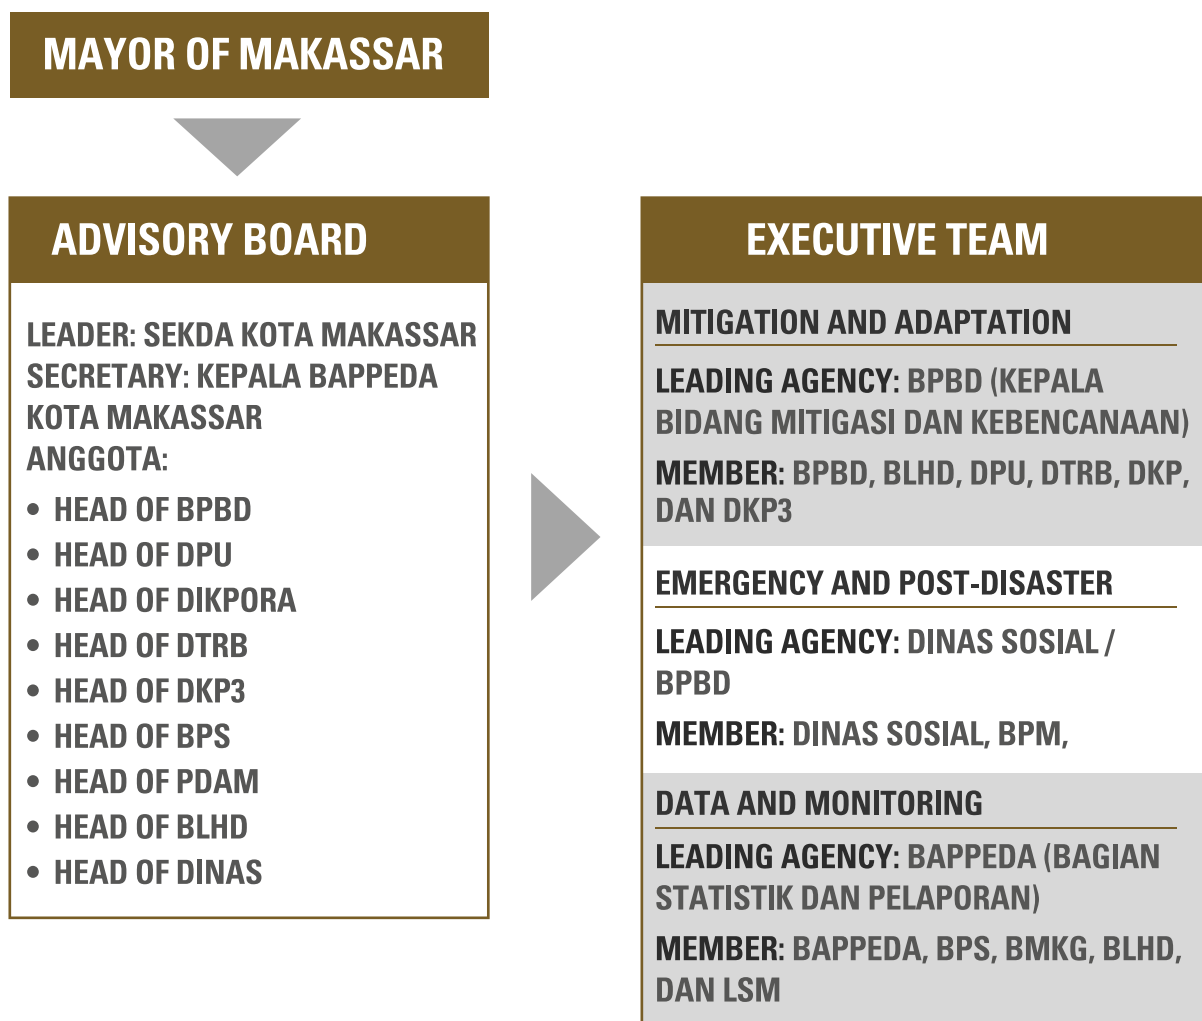 MAYOR OF MAKASSAR
ADVISORY BOARD
LEADER: SEKDA KOTA MAKASSAR
SECRETARY: KEPALA BAPPEDA
KOTA MAKASSAR
ANGGOTA:
• HEAD OF BPBD
• HEAD OF DPU
• HEAD OF DIKPORA
• HEAD OF DTRB
• HEAD OF DKP3
• HEAD OF BPS
• HEAD OF PDAM
• HEAD OF BLHD
• HEAD OF DINAS
EXECUTIVE TEAM
MITIGATION AND ADAPTATION
LEADING AGENCY: BPBD (KEPALA
BIDANG MITIGASI DAN KEBENCANAAN)
MEMBER: BPBD, BLHD, DPU, DTRB, DKP,
DAN DKP3
EMERGENCY AND POST-DISASTER
LEADING AGENCY: DINAS SOSIAL /
BPBD
MEMBER: DINAS SOSIAL, BPM,
DATA AND MONITORING
LEADING AGENCY: BAPPEDA (BAGIAN
STATISTIK DAN PELAPORAN)
MEMBER: BAPPEDA, BPS, BMKG, BLHD,
DAN LSM